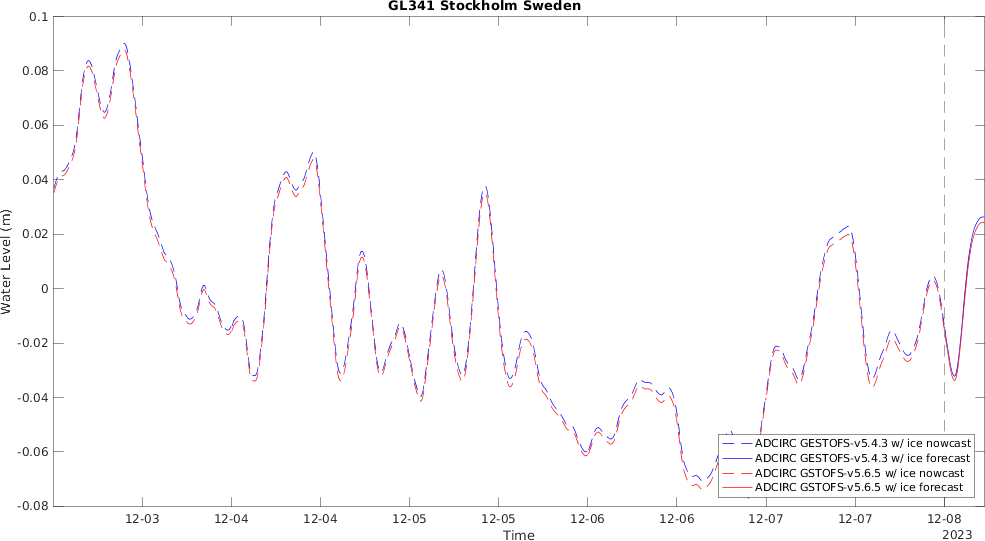 GL341 Stockholm Sweden
0.1
0.08
0.06
0.04
0.02
0
-0.02
-0.04
-0.06
-0.08
Water Level (m)
ADCIRC GESTOFS-v5.4.3 w/ ice nowcast
ADCIRC GESTOFS-v5.4.3 w/ ice forecast
ADCIRC GSTOFS-v5.6.5 w/ ice nowcast
ADCIRC GSTOFS-v5.6.5 w/ ice forecast
12-03 12-04 12-04 12-05 12-05 12-06 12-06 12-07 12-07 12-08
Time 2023